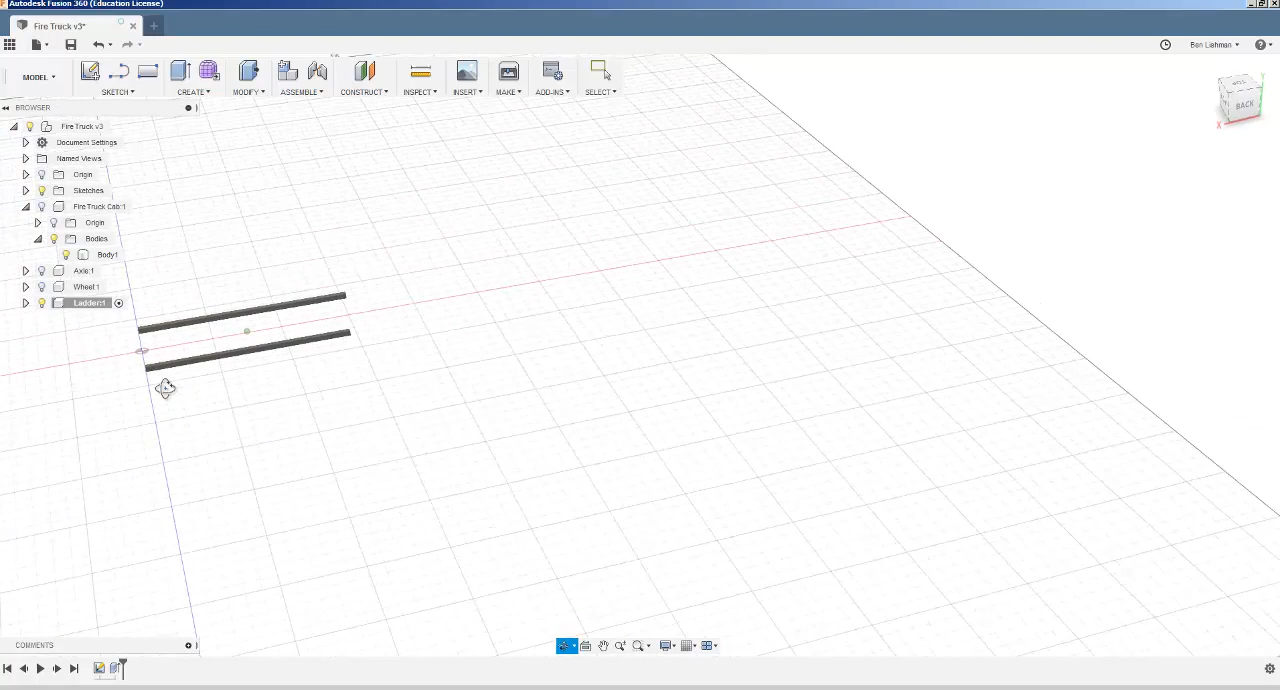 Autodesk Fusion 360 (Education License)
Fire Truck v3*
Ben Lishman
MODEL
SKETCH
CREATE
MODIFY
ASSEMBLE
CONSTRUCT
INSPECT
INSERT
MAKE
ADD-INS
SELECT
BROWSER
Fire Truck v3
Document Settings
Named Views
Origin
Sketches
Fire Truck Cab:1
Origin
Bodies
Body1
Axle:1
Wheel:1
Ladder:1
BACK
TOP
X
Y
COMMENTS